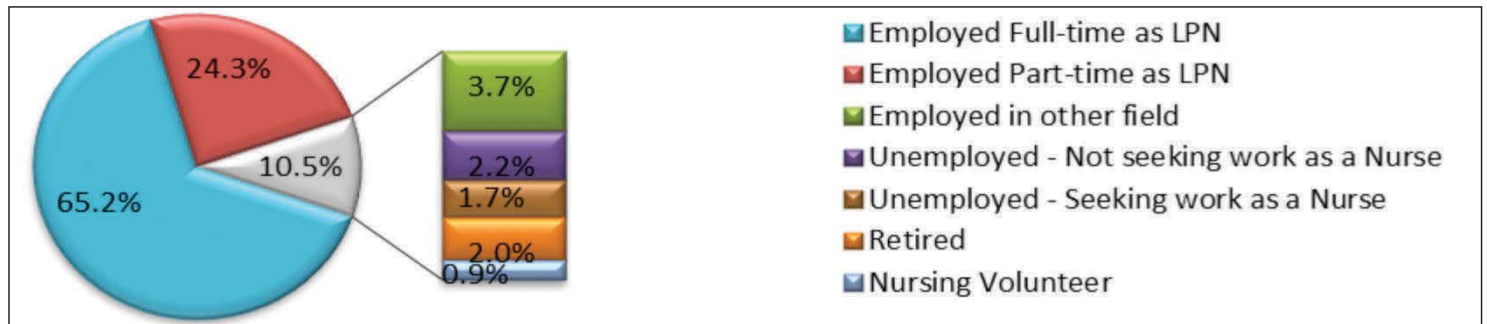 24.3%
10.5%
65.2%
3.7%
2.2%
1.7%
2.0%
0.9%
Employed Full-time as LPN
Employed Part-time as LPN
Employed in other field
Unemployed - Not seeking work as a Nurse
Unemployed - Seeking work as a Nurse
Retired
Nursing Volunteer